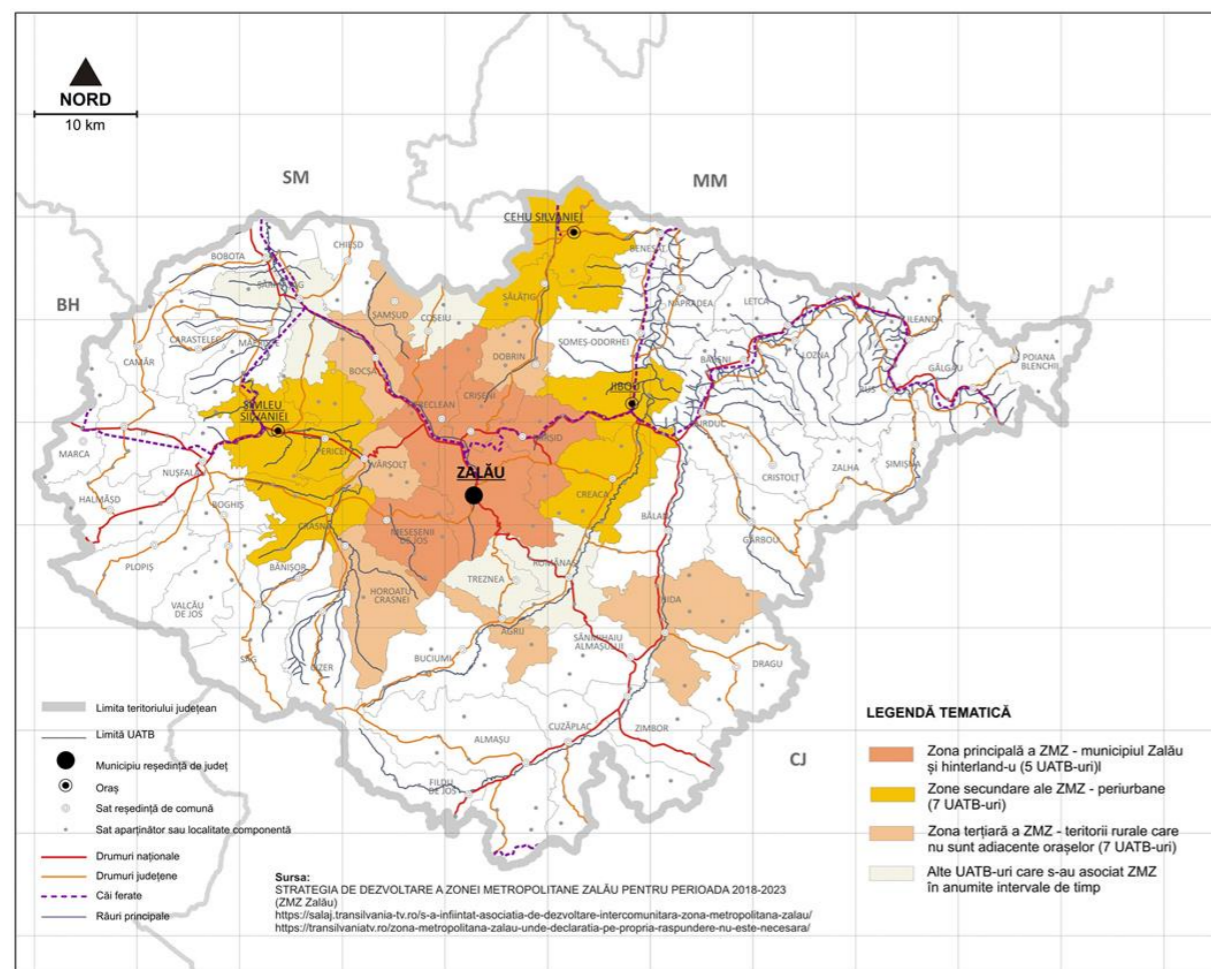 NORD
10 km
SM
MM
BH
CEHU SILVANIEI
CHIEȘD
BOBOTA
BENESAT
SĂLĂȚIG
NAPRADEA
LETCA
ILEANDA
SAMȘUD
COȘEIU
CARASTELEC
CAMĂR
SOMEȘ-ODORHEI
DOBRIN
LOZNA
POIANA
BLENCHII
GÂLGĂU
RUS
BOCȘA
CRIȘENI
JIBOU
SILVANIEI
PERICEI
MARCA
NUȘFALĂU
VÂRȘOLT
ZALĂU
CRISTOLȚ
ZALHA
SIMIȘNA
HALMĂȘD
BOGHIȘ
CREACA
BĂLAN
CRASNA
MESEȘENII
DE JOS
GÂRBOU
PLOPIȘ
BĂNIȘOR
TREZNEA
ROMÂNAȘI
VALCĂU
DE JOS
HOROATU
CRASNEI
HIDA
AGRIJ
SÂNMIHAIU
ALMAȘULUI
BUCIUMI
DRAGU
SÂG
CIZER
CUZĂPLAC
ZIMBOR
ALMAȘU
FILDU
DE JOS
CJ
Limita teritoriului județean
Limită UATB
Municipiu reședință de județ
Oraș
Sat reședință de comună
Sat aparținător sau localitate componentă
Drumuri naționale
Drumuri județene
Căi ferate
Râuri principale
Sursa:
STRATEGIA DE DEZVOLTARE A ZONEI METROPOLITANE ZALĂU PENTRU PERIOADA 2018-2023
(ZMZ Zalău)
https://salaj.transilvania-tv.ro/s-a-infiintat-asociatia-de-dezvoltare-intercomunitara-zona-metropolitana-zalau/
https://transilvaniatv.ro/zona-metropolitana-zalau-unde-declaratia-pe-propria-raspundere-nu-este-necesara/
LEGENDĂ TEMATICĂ
Zona principală a ZMZ - municipiul Zalău
și hinterland-u (5 UATB-uri)l
Zone secundare ale ZMZ - periurbane
(7 UATB-uri)
Zona terțiară a ZMZ - teritorii rurale care
nu sunt adiacente orașelor (7 UATB-uri)
Alte UATB-uri care s-au asociat ZMZ
în anumite intervale de timp